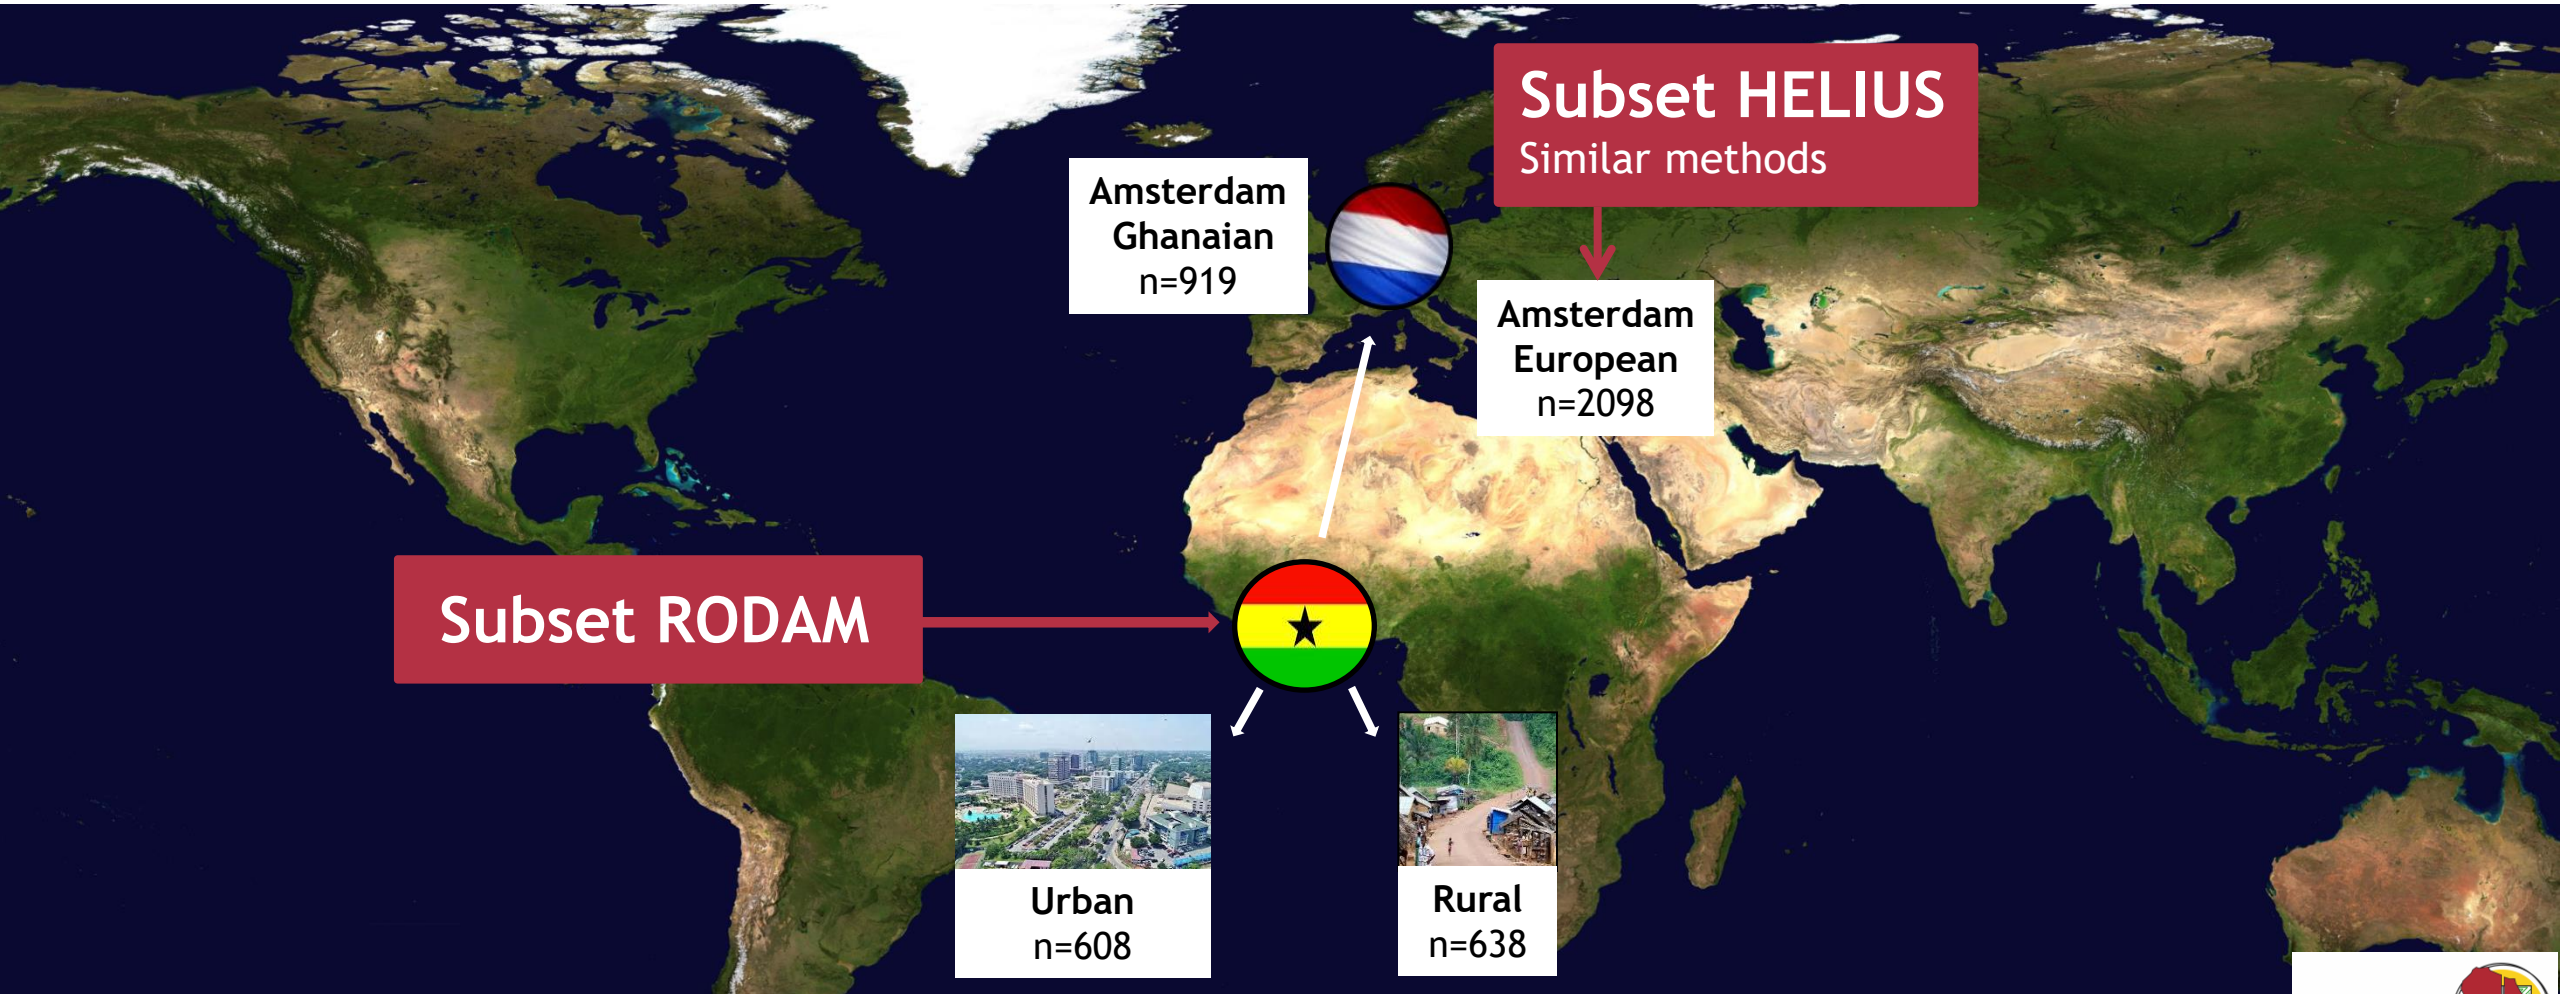 Subset HELIUS
Similar methods
Amsterdam
Ghanaian
n=919
Amsterdam
European
n=2098
Subset RODAM
Urban
n=608
Rural
n=638